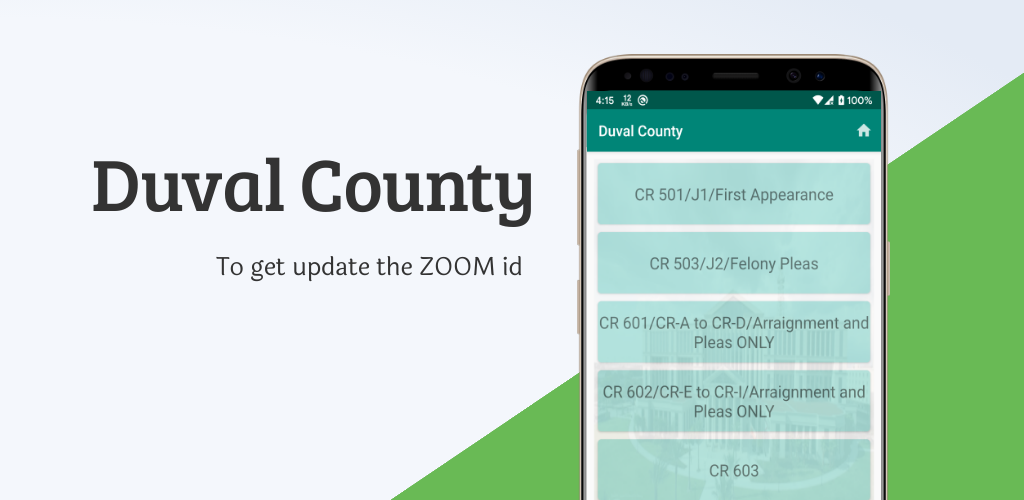 Duval County
To get update the ZOOM id
4:15 12 KB/s 100%
Duval County
CR 501/J1/First Appearance
CR 503/J2/Felony Pleas
CR 601/CR-A to CR-D/Arraignment and
Pleas ONLY
CR 602/CR-E to CR-I/Arraignment and
Pleas ONLY
CR 603